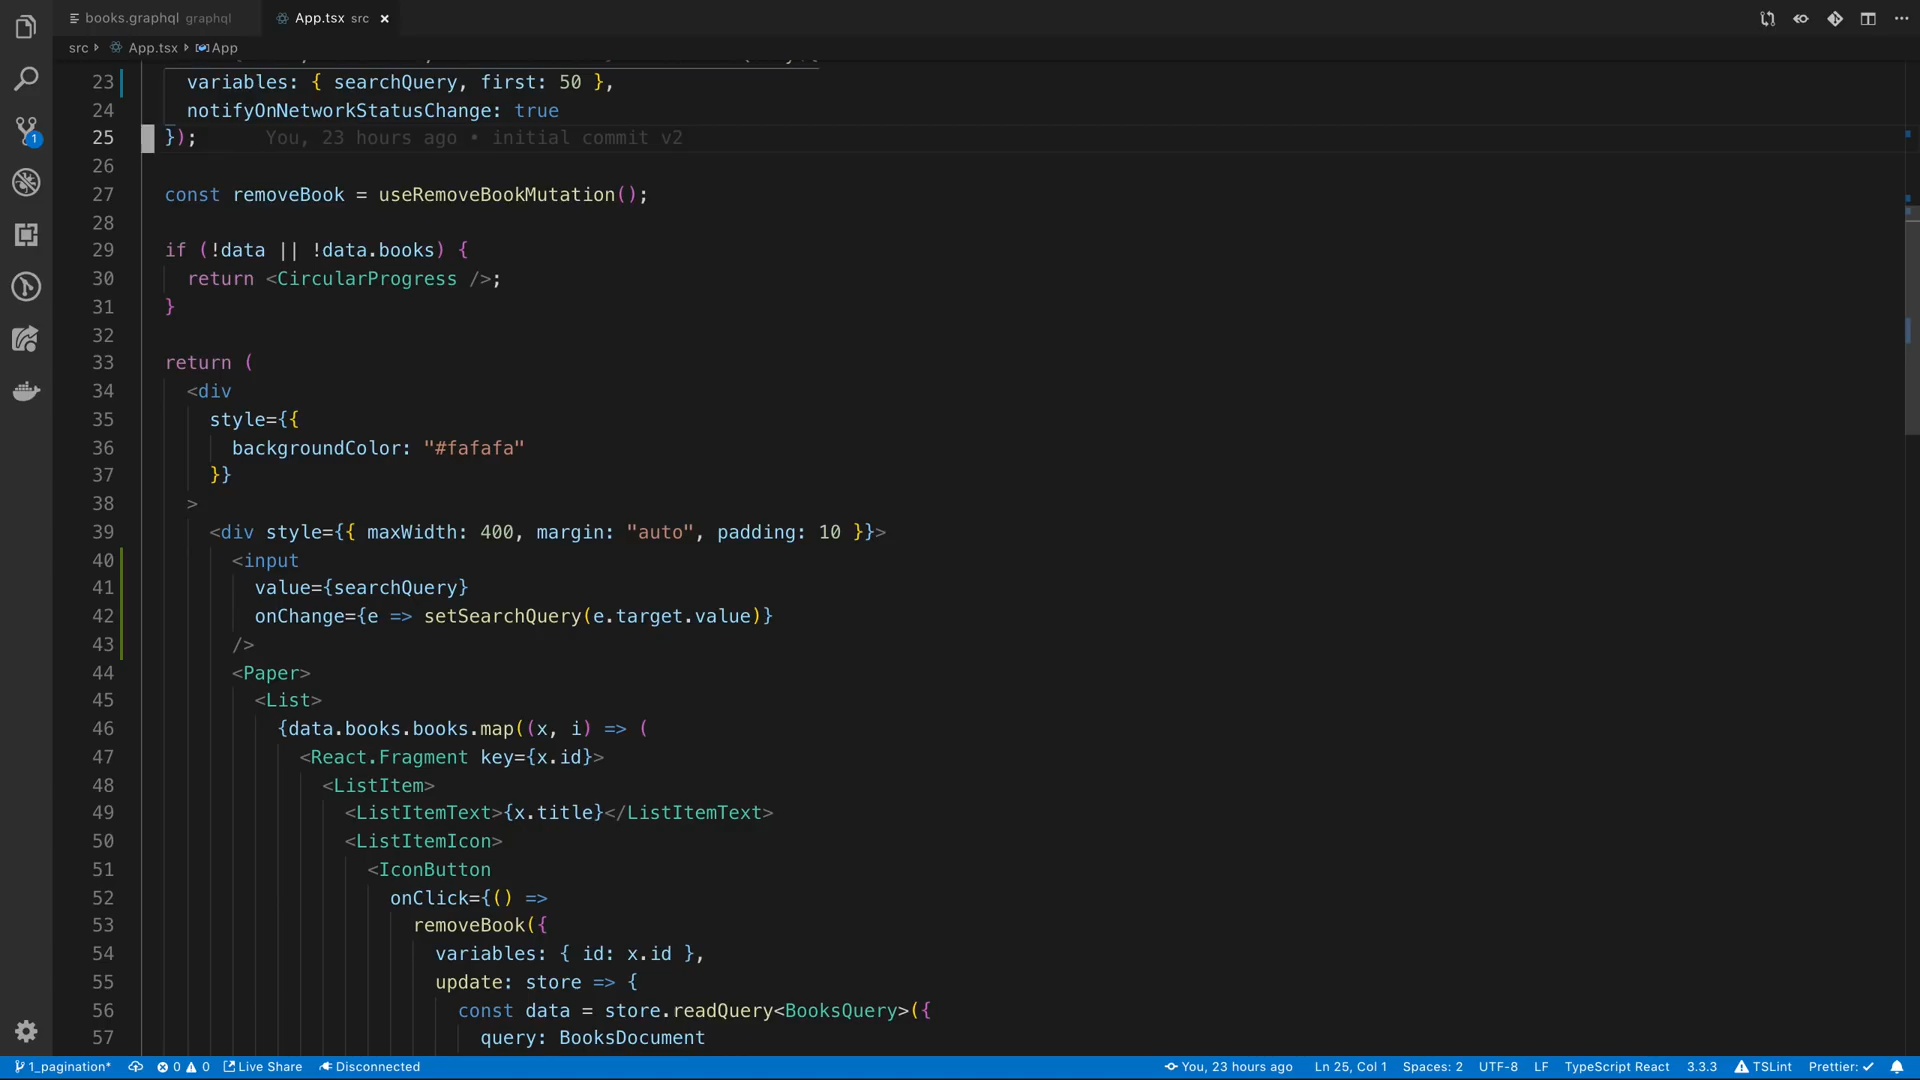 books.graphql graphql
App.tsx src ×
src App.tsx App
23 variables: { searchQuery, first: 50 },
24 notifyOnNetworkStatusChange: true
25 }); You, 23 hours ago • initial commit v2
26
27 const removeBook = useRemoveBookMutation();
28
29 if (!data || !data.books) {
30 return <CircularProgress />;
31 }
32
33 return (
34 <div
35 style={{
36 backgroundColor: "#fafafa"
37 }}
38 >
39 <div style={{ maxWidth: 400, margin: "auto", padding: 10 }}>
40 <input
41 value={searchQuery}
42 onChange={e => setSearchQuery(e.target.value)}
43 />
44 <Paper>
45 <List>
46 {data.books.books.map((x, i) => (
47 <React.Fragment key={x.id}>
48 <ListItem>
49 <ListItemText>{x.title}</ListItemText>
50 <ListItemIcon>
51 <IconButton
52 onClick={() =>
53 removeBook({
54 variables: { id: x.id },
55 update: store => {
56 const data = store.readQuery<BooksQuery>({
57 query: BooksDocument
1
1_pagination* 0 0 Live Share Disconnected You, 23 hours ago Ln 25, Col 1 Spaces: 2 UTF-8 LF TypeScript React 3.3.3 TSLint Prettier: ✓